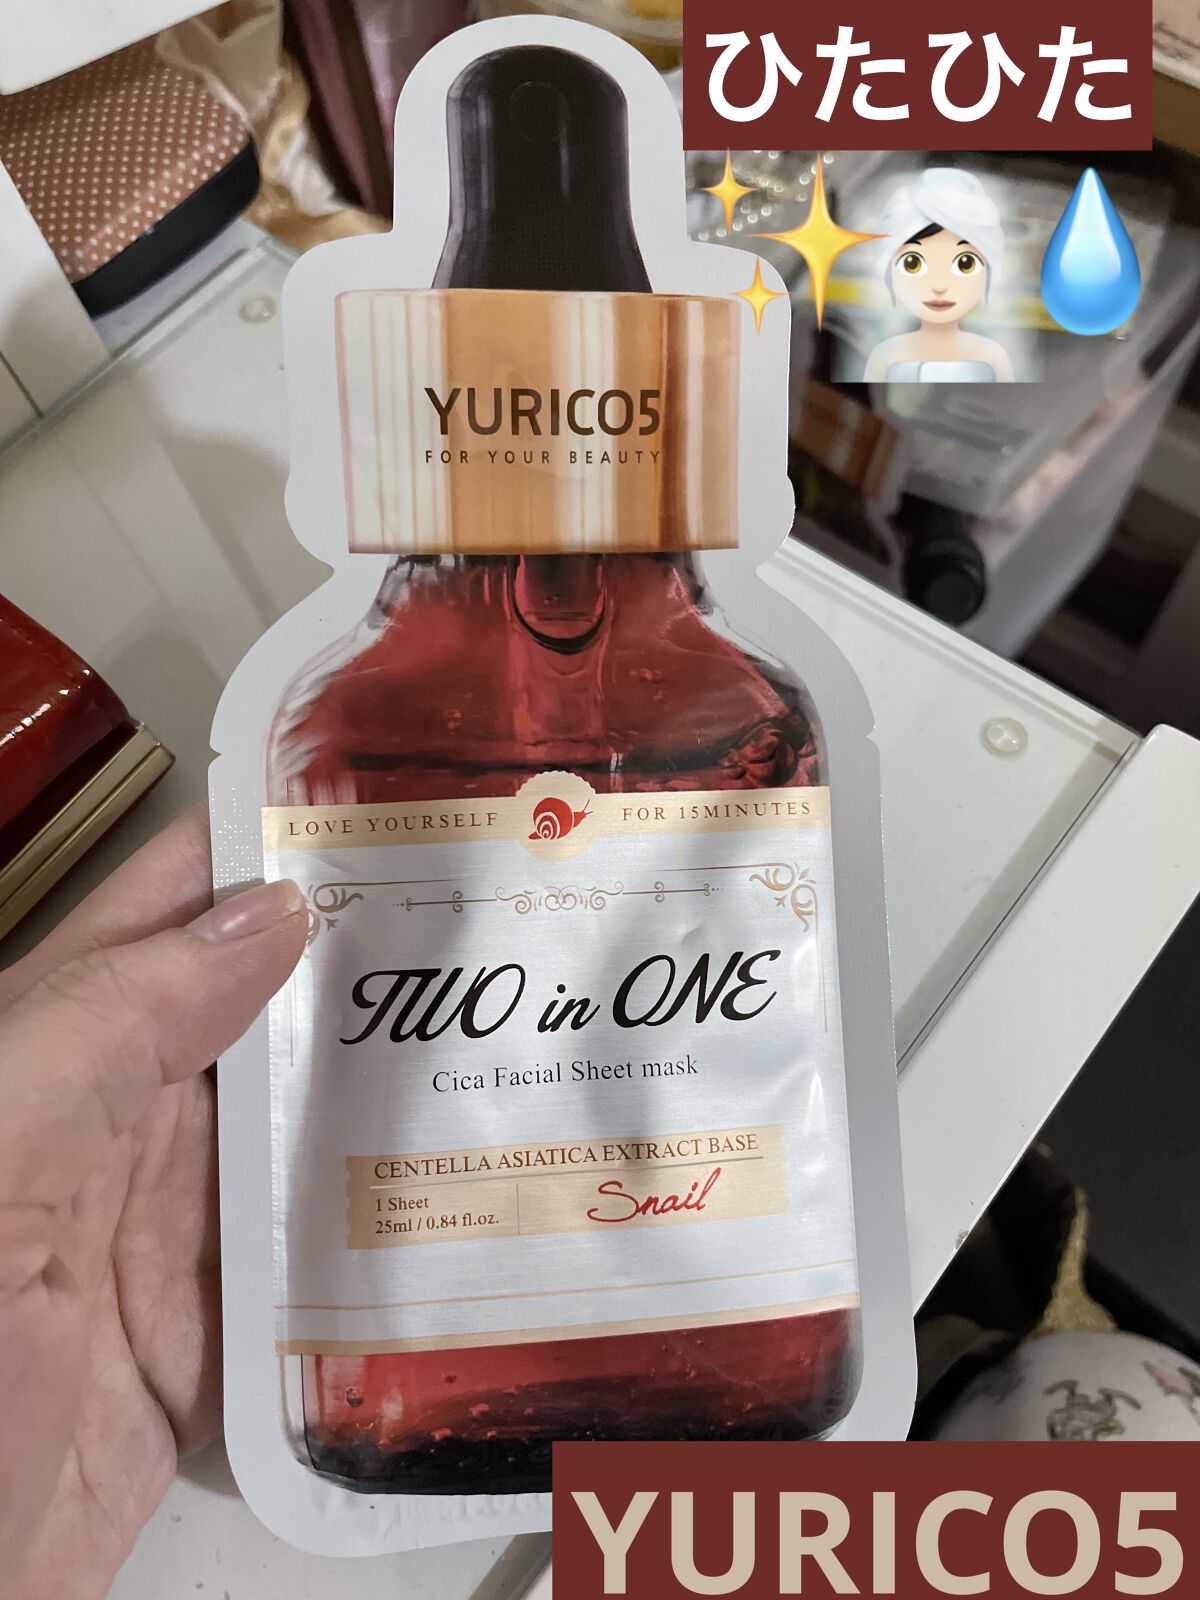 ひたひた
YURICO5
FOR YOUR BEAUTY
LOVE YOURSELF FOR 15MINUTES
TWO in ONE
Cica Facial Sheet mask
CENTELLA ASIATICA EXTRACT BASE
1 Sheet
25ml / 0.84 fl.oz.
Snail
YURICO5